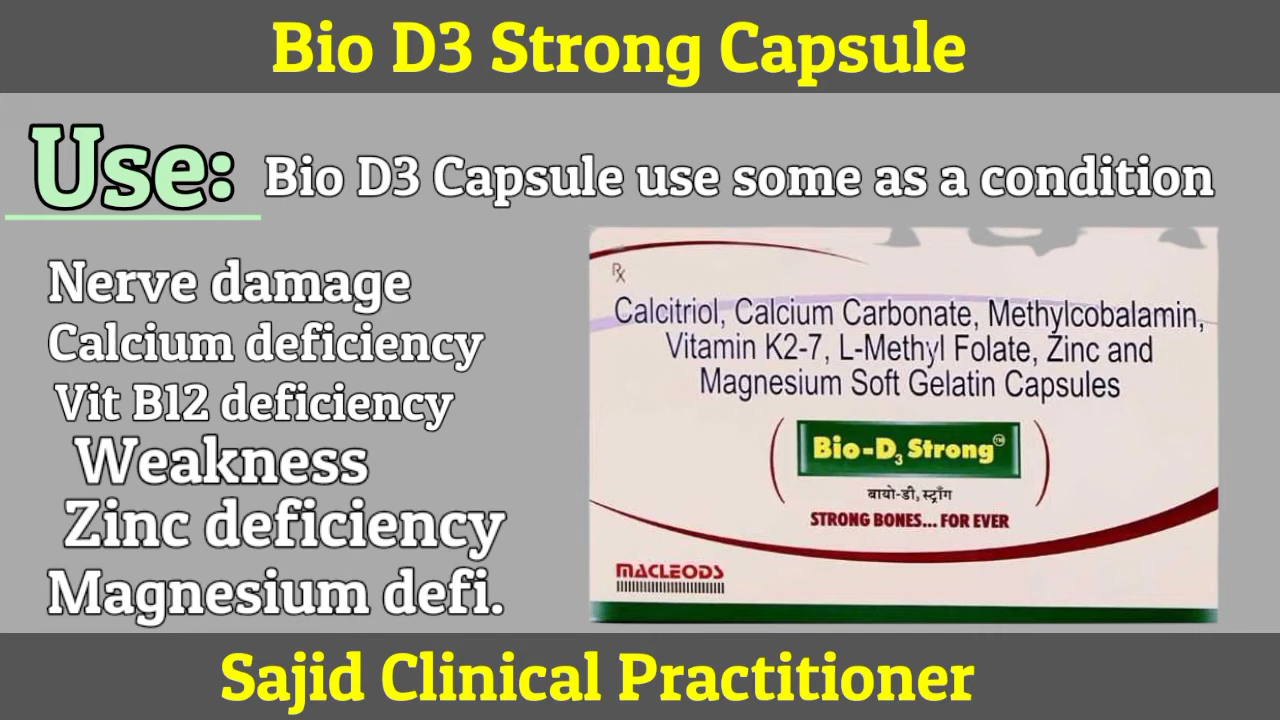 Bio D3 Strong Capsule
Use: Bio D3 Capsule use some as a condition
Nerve damage
Calcium deficiency
Vit B12 deficiency
Weakness
Zinc deficiency
Magnesium defi.
Rx
Calcitriol, Calcium Carbonate, Methylcobalamin,
Vitamin K2-7, L-Methyl Folate, Zinc and
Magnesium Soft Gelatin Capsules
Bio-D3 Strong™
बायो-डी3 स्ट्राँग
STRONG BONES... FOR EVER
MACLEODS
Sajid Clinical Practitioner